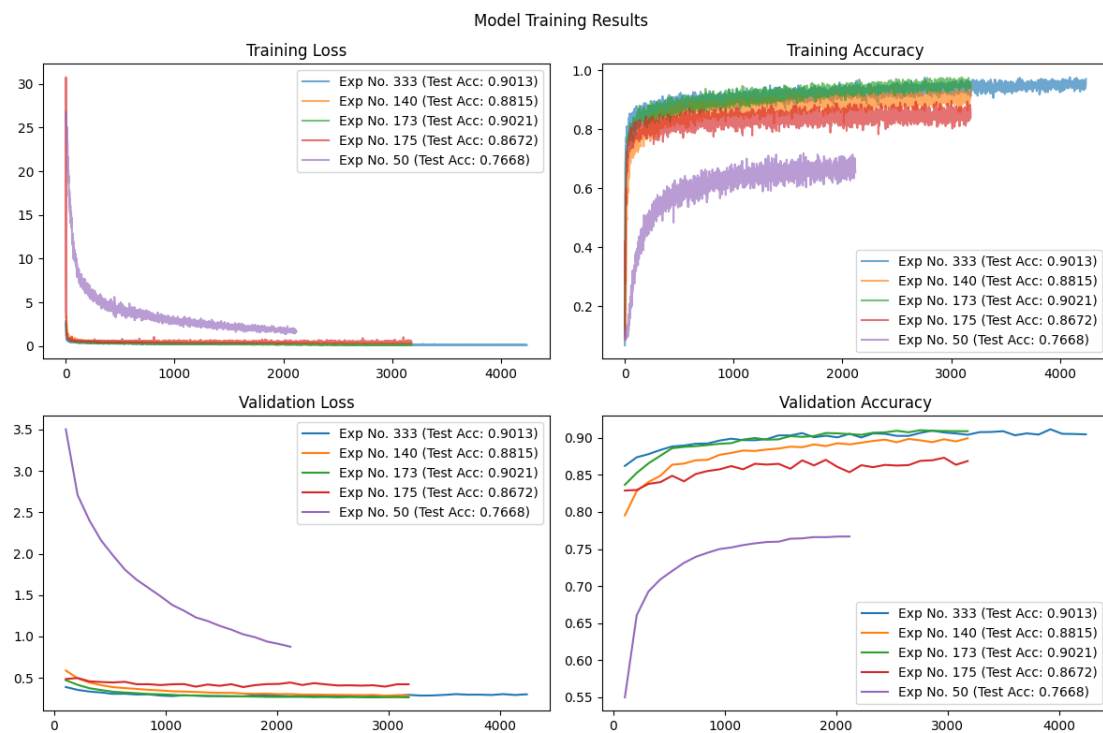 Model Training Results
Training Loss
30
25
20
15
10
5
0
0 1000 2000 3000 4000
Exp No. 333 (Test Acc: 0.9013)
Exp No. 140 (Test Acc: 0.8815)
Exp No. 173 (Test Acc: 0.9021)
Exp No. 175 (Test Acc: 0.8672)
Exp No. 50 (Test Acc: 0.7668)
Training Accuracy
1.0
0.8
0.6
0.4
0.2
0 1000 2000 3000 4000
Exp No. 333 (Test Acc: 0.9013)
Exp No. 140 (Test Acc: 0.8815)
Exp No. 173 (Test Acc: 0.9021)
Exp No. 175 (Test Acc: 0.8672)
Exp No. 50 (Test Acc: 0.7668)
Validation Loss
3.5
3.0
2.5
2.0
1.5
1.0
0.5
0 1000 2000 3000 4000
Exp No. 333 (Test Acc: 0.9013)
Exp No. 140 (Test Acc: 0.8815)
Exp No. 173 (Test Acc: 0.9021)
Exp No. 175 (Test Acc: 0.8672)
Exp No. 50 (Test Acc: 0.7668)
Validation Accuracy
0.90
0.85
0.80
0.75
0.70
0.65
0.60
0.55
0 1000 2000 3000 4000
Exp No. 333 (Test Acc: 0.9013)
Exp No. 140 (Test Acc: 0.8815)
Exp No. 173 (Test Acc: 0.9021)
Exp No. 175 (Test Acc: 0.8672)
Exp No. 50 (Test Acc: 0.7668)